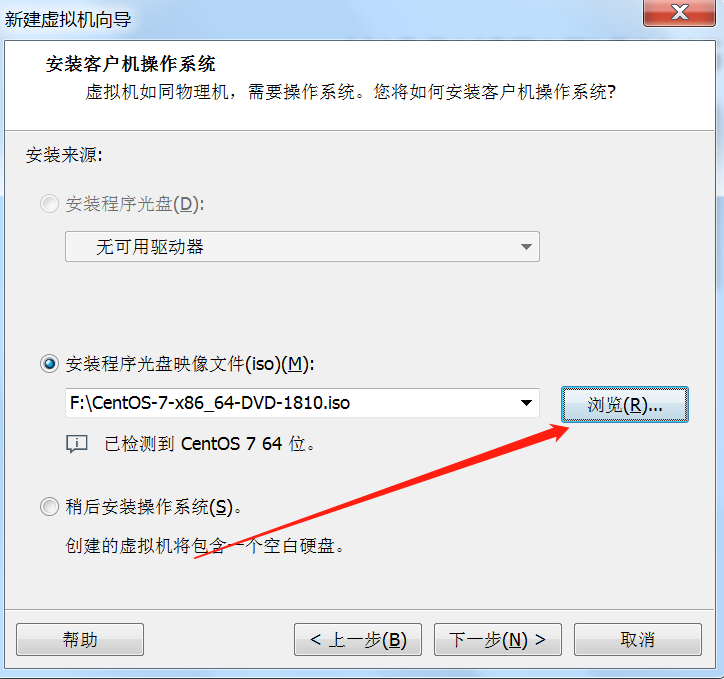 新建虚拟机向导
安装客户机操作系统
虚拟机如同物理机，需要操作系统。您将如何安装客户机操作系统?
安装来源:
安装程序光盘(D):
无可用驱动器
安装程序光盘映像文件(iso)(M):
F:\CentOS-7-x86_64-DVD-1810.iso
浏览(R)...
已检测到 CentOS 7 64 位。
稍后安装操作系统(S)。
创建的虚拟机将包含一个空白硬盘。
帮助
< 上一步(B)
下一步(N) >
取消